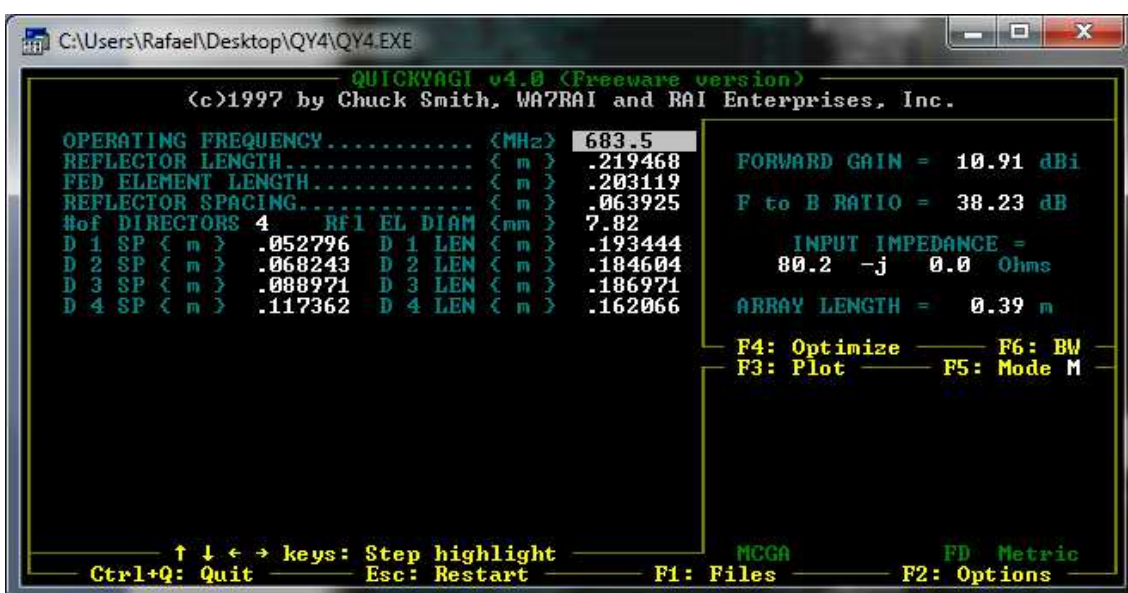 C:\Users\Rafael\Desktop\QY4\QY4.EXE
QUICKYAGI v4.0 (Freeware version)
(c)1997 by Chuck Smith, WA7RAI and RAI Enterprises, Inc.
OPERATING FREQUENCY............ (MHz) 683.5
REFLECTOR LENGTH............... ( m ) .219468
FED ELEMENT LENGTH............. ( m ) .203119
REFLECTOR SPACING.............. ( m ) .063925
#of DIRECTORS 4 Rfl EL DIAM (mm ) 7.82
D 1 SP ( m ) .052796 D 1 LEN ( m ) .193444
D 2 SP ( m ) .068243 D 2 LEN ( m ) .184604
D 3 SP ( m ) .088971 D 3 LEN ( m ) .186971
D 4 SP ( m ) .117362 D 4 LEN ( m ) .162066
FORWARD GAIN = 10.91 dBi
F to B RATIO = 38.23 dB
INPUT IMPEDANCE =
80.2 -j 0.0 Ohms
ARRAY LENGTH = 0.39 m
F4: Optimize F6: BW
F3: Plot F5: Mode M
↑ ↓ ← → keys: Step highlight
MCGA FD Metric
Ctrl+Q: Quit Esc: Restart F1: Files F2: Options